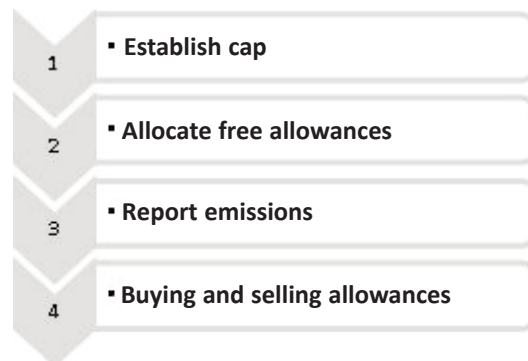 1 ▪ Establish cap
2 ▪ Allocate free allowances
3 ▪ Report emissions
4 ▪ Buying and selling allowances